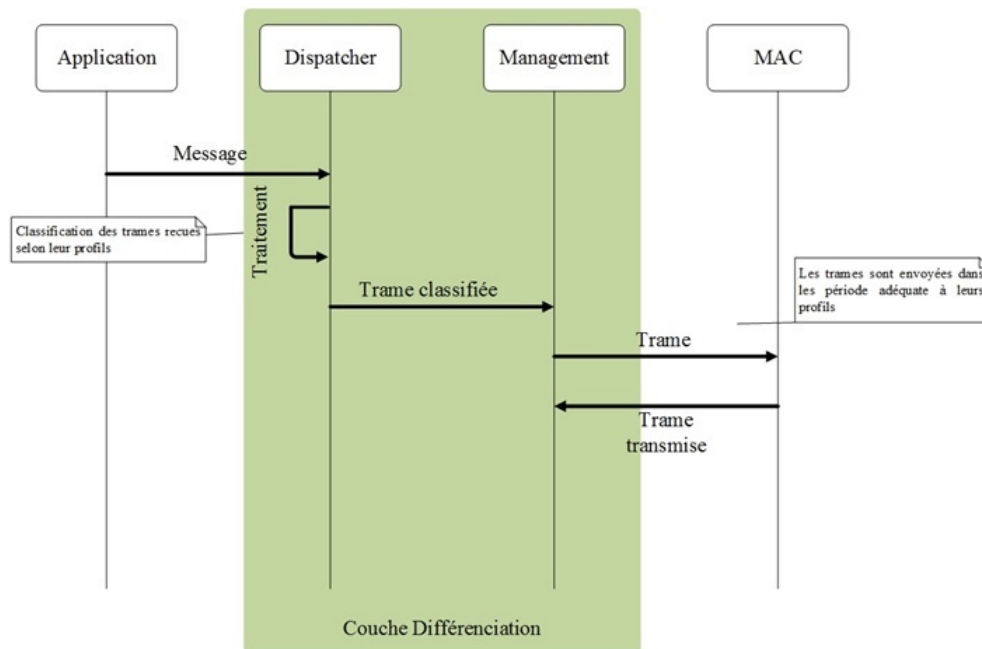 Application
Dispatcher
Management
MAC
Message
Traitement
Classification des trames recues
selon leur profils
Trame classifiée
Les trames sont envoyées dans
les période adéquate à leurs
profils
Trame
Trame
transmise
Couche Différenciation